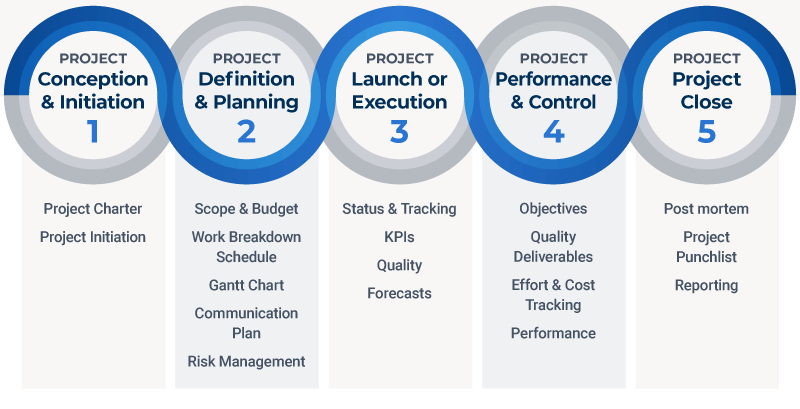 PROJECT
Conception
& Initiation
1
Project Charter
Project Initiation
PROJECT
Definition
& Planning
2
Scope & Budget
Work Breakdown
Schedule
Gantt Chart
Communication
Plan
Risk Management
PROJECT
Launch or
Execution
3
Status & Tracking
KPIs
Quality
Forecasts
PROJECT
Performance
& Control
4
Objectives
Quality
Deliverables
Effort & Cost
Tracking
Performance
PROJECT
Project
Close
5
Post mortem
Project
Punchlist
Reporting